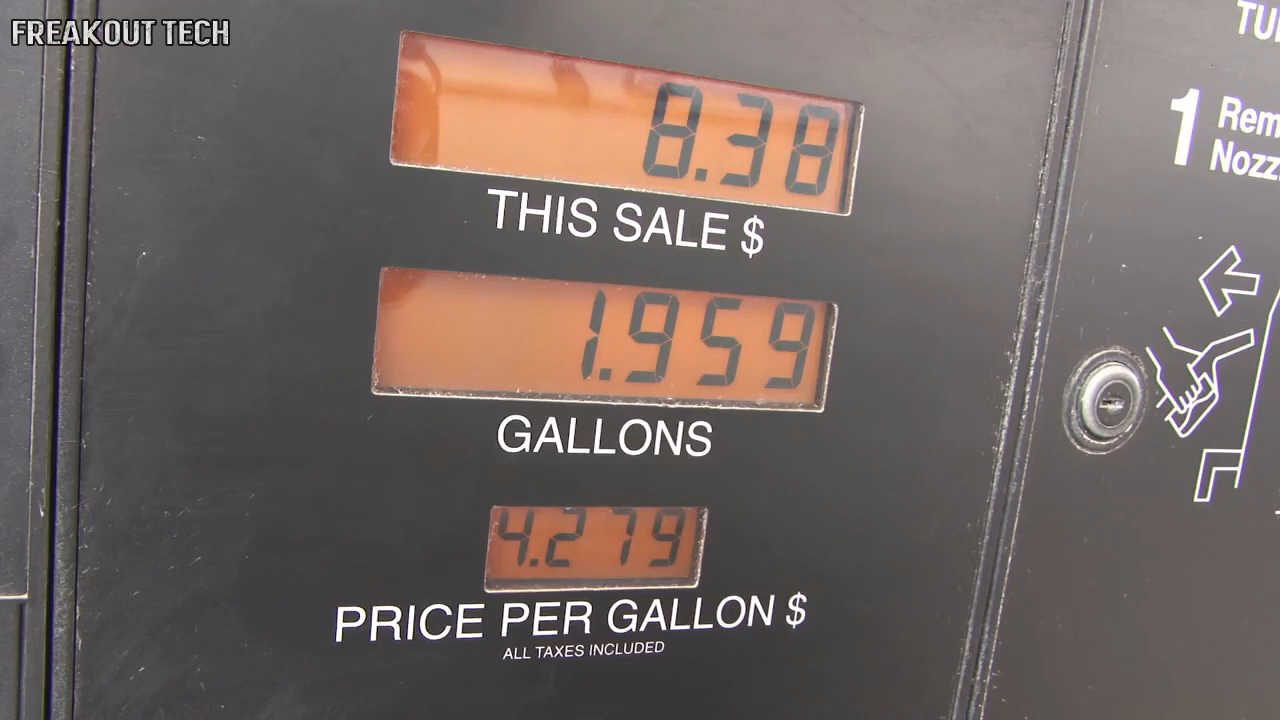 FREAKOUT TECH
8.38
THIS SALE $
1.959
GALLONS
4.279
PRICE PER GALLON $
ALL TAXES INCLUDED
1